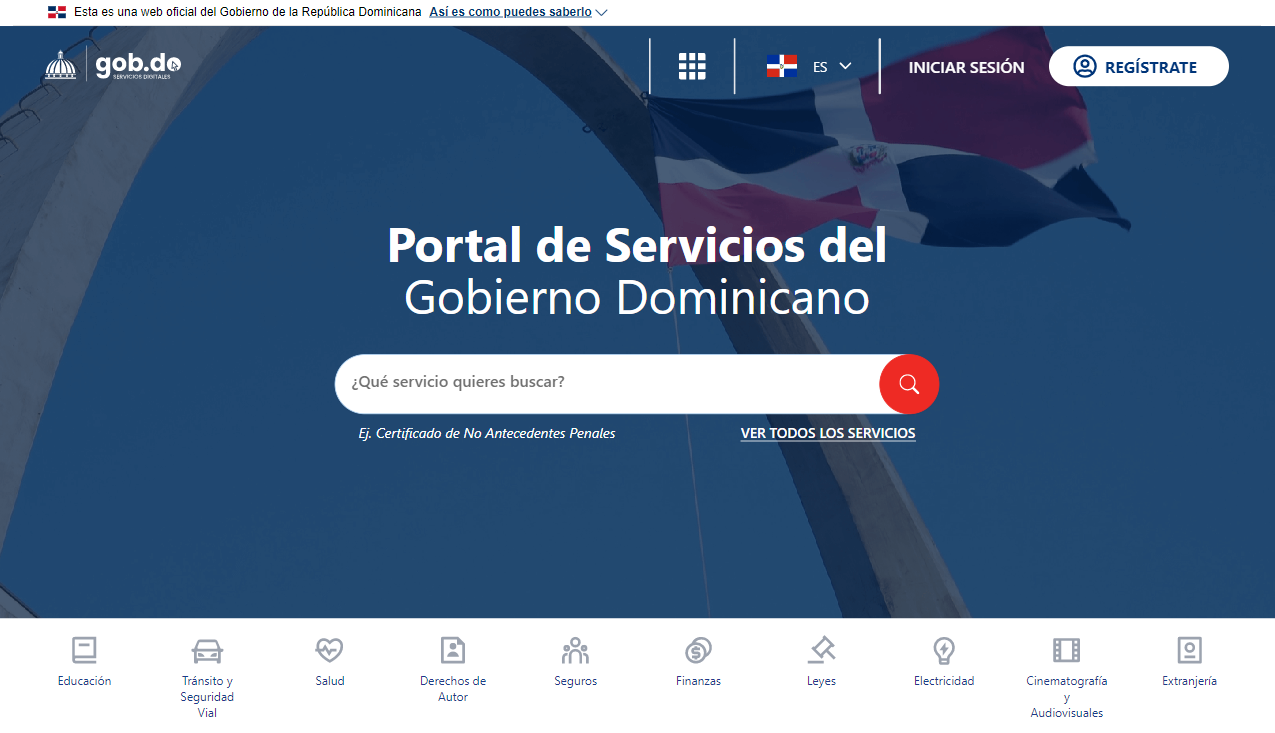 Esta es una web oficial del Gobierno de la República Dominicana Así es como puedes saberlo
gob.do
SERVICIOS DIGITALES
ES
INICIAR SESIÓN
REGÍSTRATE
Portal de Servicios del
Gobierno Dominicano
¿Qué servicio quieres buscar?
Ej. Certificado de No Antecedentes Penales
VER TODOS LOS SERVICIOS
Educación
Tránsito y
Seguridad
Vial
Salud
Derechos de
Autor
Seguros
Finanzas
Leyes
Electricidad
Cinematografía
y
Audiovisuales
Extranjería